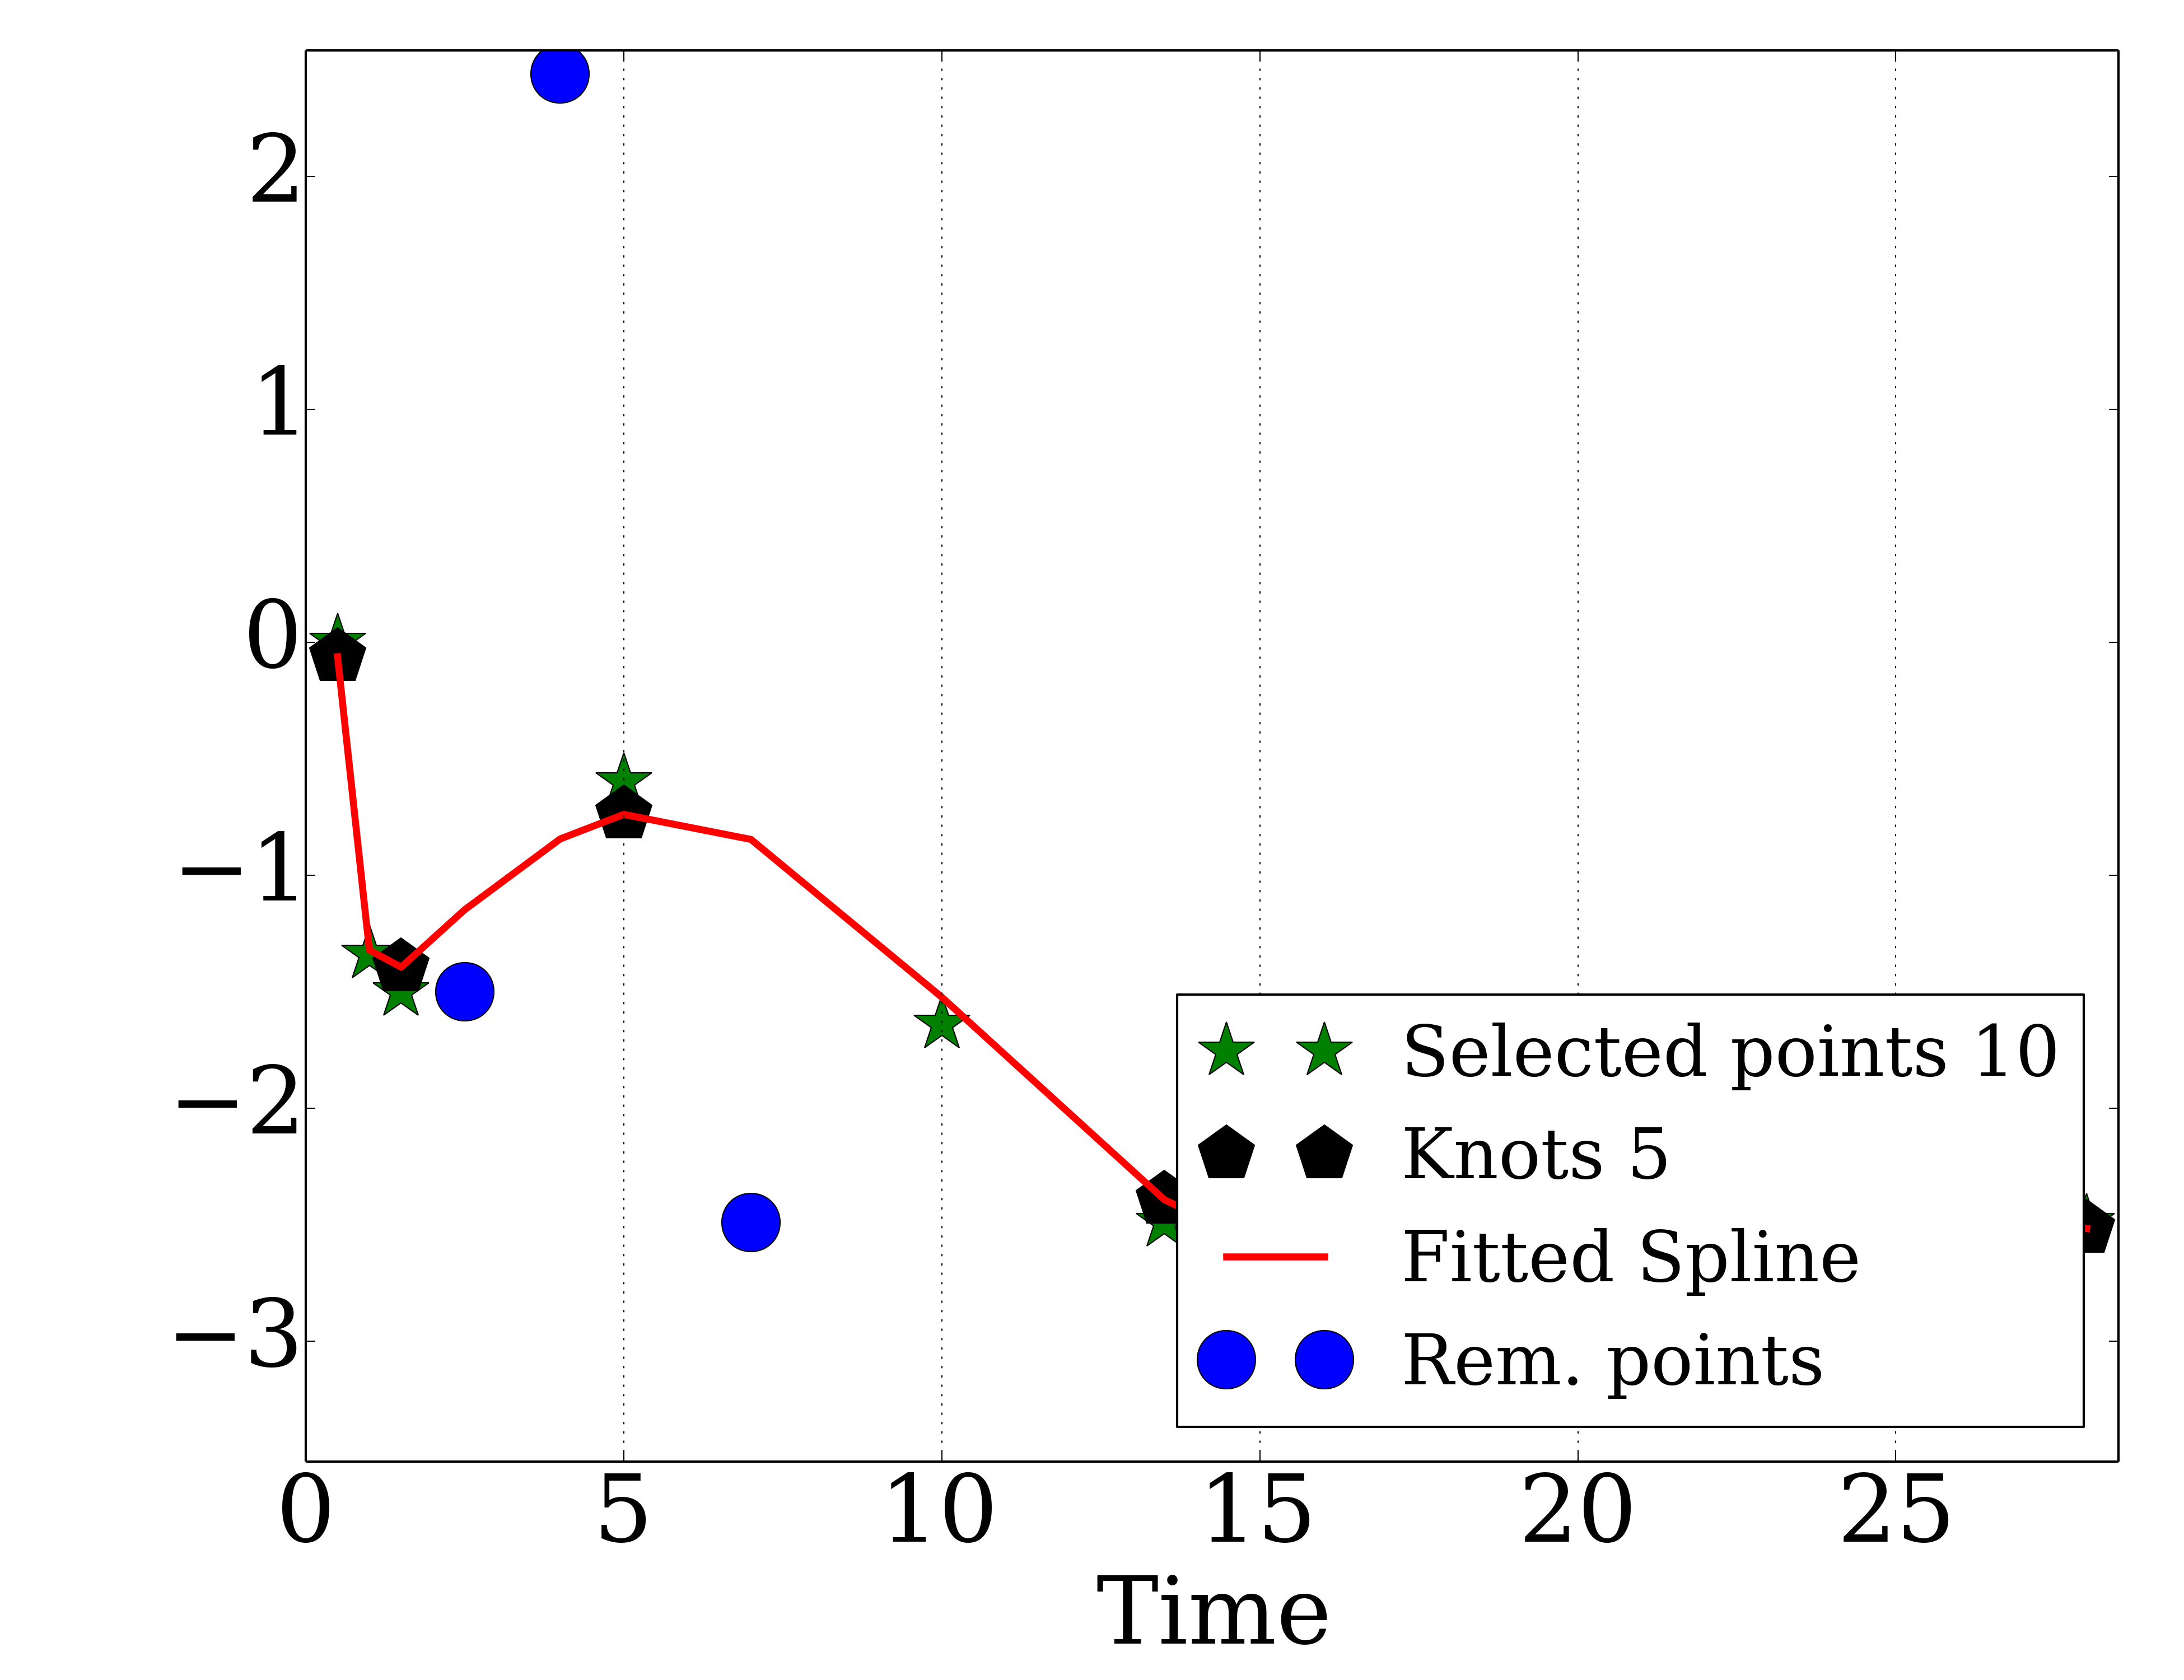 2
1
0
−1
−2
−3
Selected points 10
Knots 5
Fitted Spline
Rem. points
0 5 10 15 20 25
Time